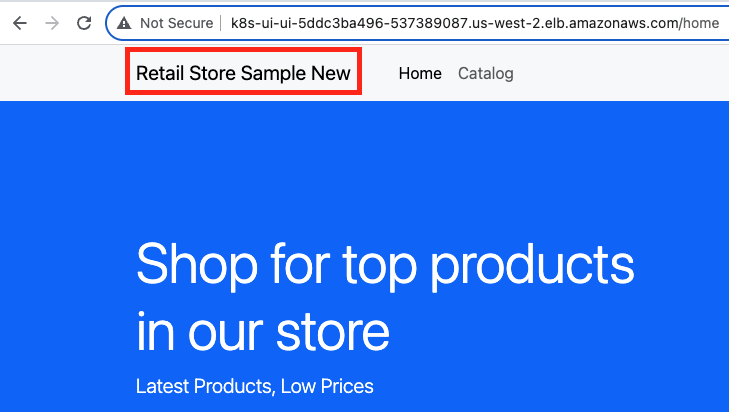 Not Secure k8s-ui-ui-5ddc3ba496-537389087.us-west-2.elb.amazonaws.com/home
Retail Store Sample New Home Catalog
Shop for top products
in our store
Latest Products, Low Prices